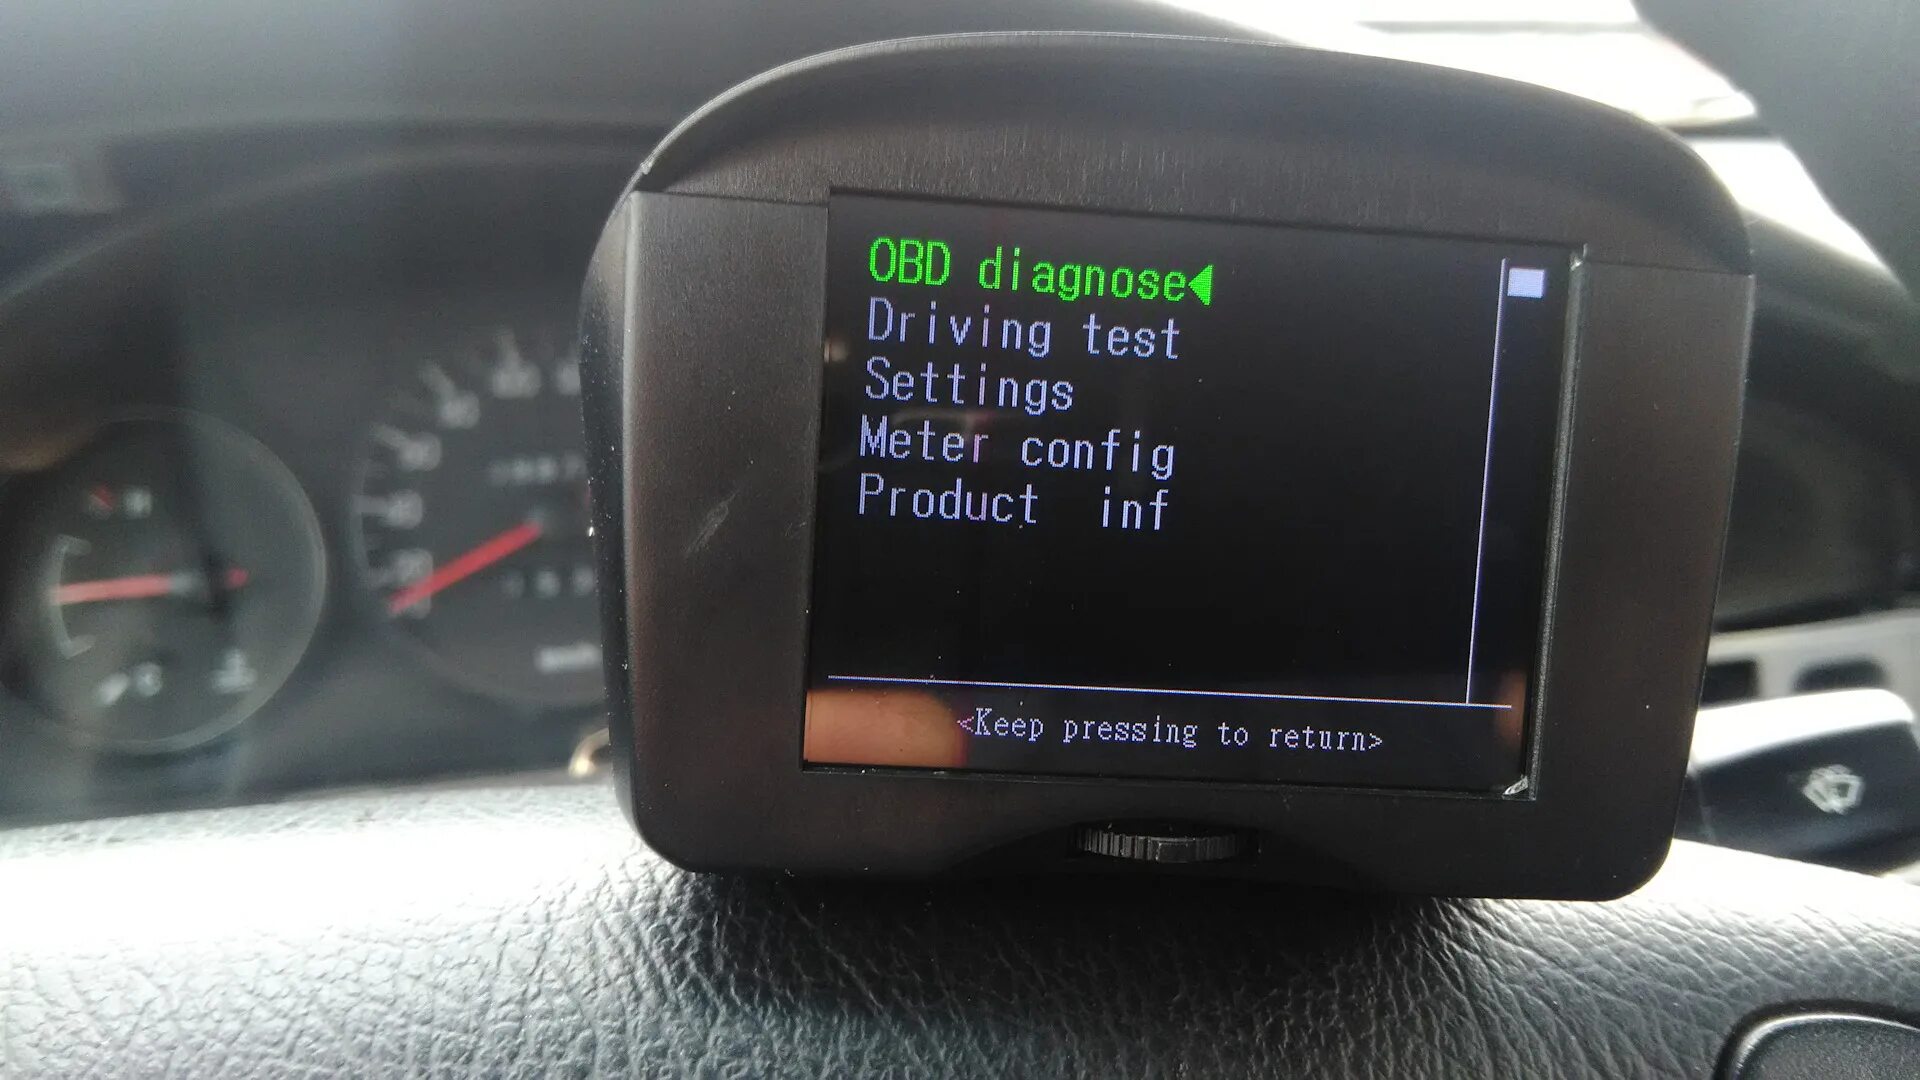 OBD diagnose◀
Driving test
Settings
Meter config
Product inf
<Keep pressing to return>